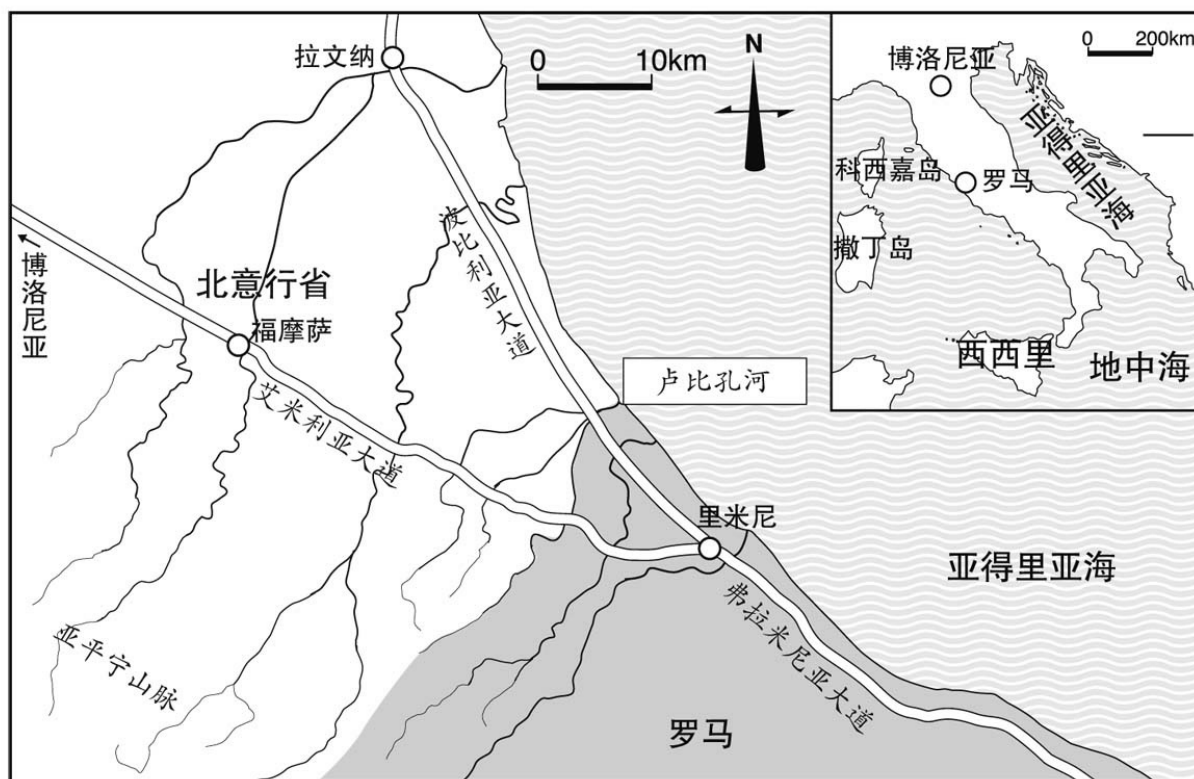 拉文纳
0 10km
N
波比利亚大道
北意行省
←博洛尼亚
福摩萨
艾米利亚大道
卢比孔河
里米尼
亚得里亚海
弗拉米尼亚大道
亚平宁山脉
罗马
0 200km
博洛尼亚
亚得里亚海
科西嘉岛
罗马
撒丁岛
西西里
地中海